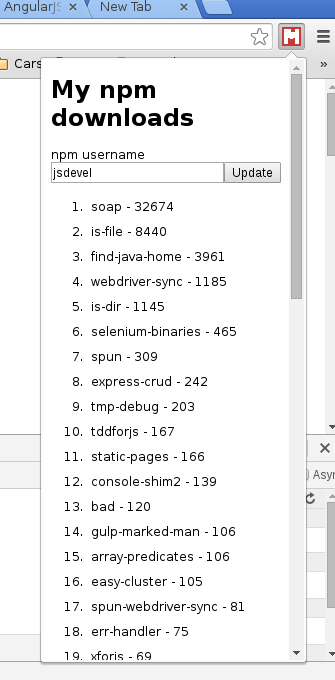 AngularJS
New Tab
Cars
My npm
downloads
npm username
jsdevel
Update
1. soap - 32674
2. is-file - 8440
3. find-java-home - 3961
4. webdriver-sync - 1185
5. is-dir - 1145
6. selenium-binaries - 465
7. spun - 309
8. express-crud - 242
9. tmp-debug - 203
10. tddforjs - 167
11. static-pages - 166
12. console-shim2 - 139
13. bad - 120
14. gulp-marked-man - 106
15. array-predicates - 106
16. easy-cluster - 105
17. spun-webdriver-sync - 81
18. err-handler - 75
19. xforis - 69